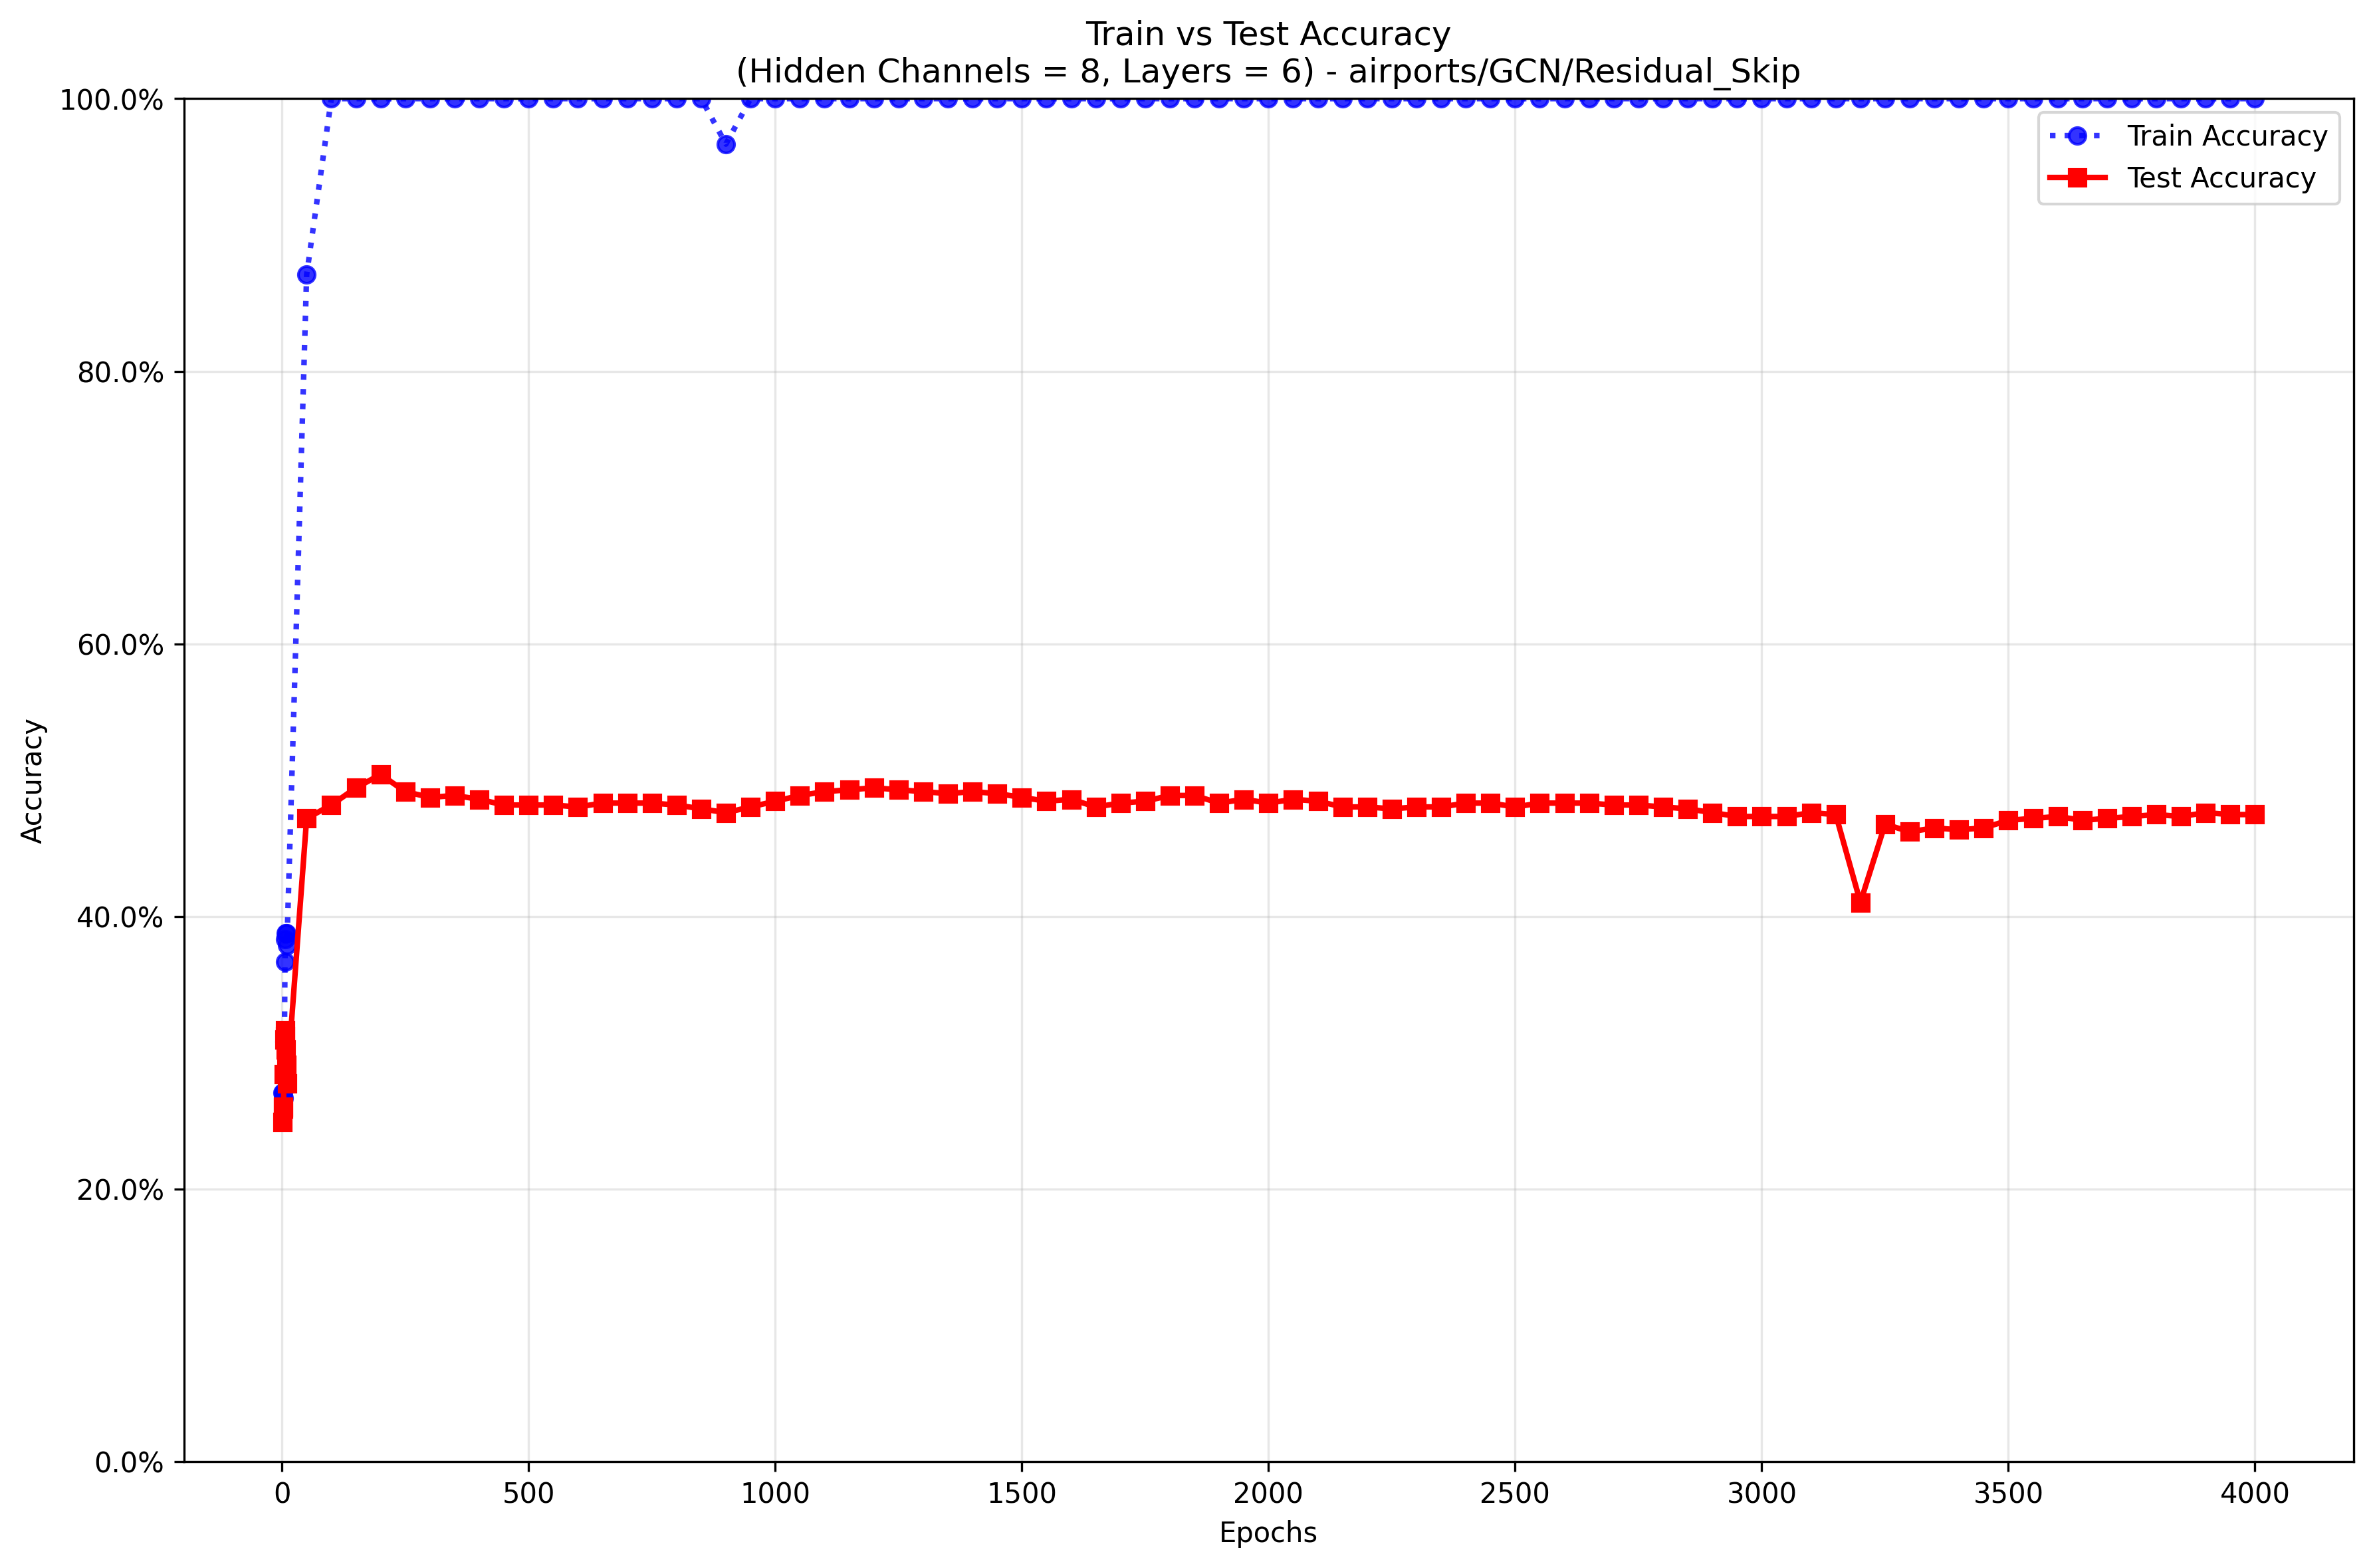 Train vs Test Accuracy
(Hidden Channels = 8, Layers = 6) - airports/GCN/Residual_Skip
100.0%
80.0%
60.0%
40.0%
20.0%
0.0%
Accuracy
Train Accuracy
Test Accuracy
0 500 1000 1500 2000 2500 3000 3500 4000
Epochs